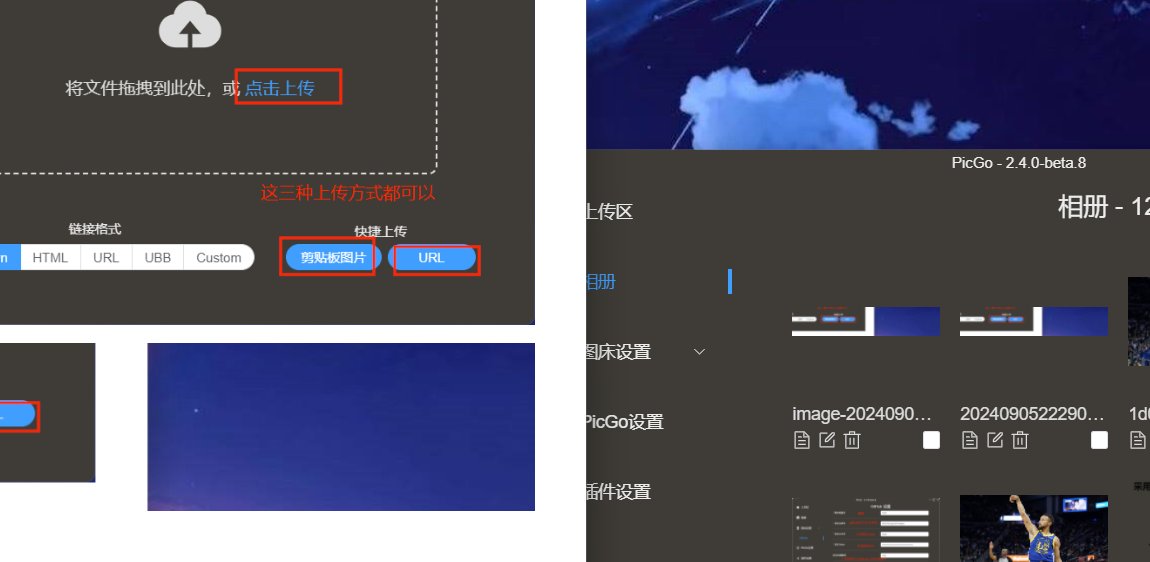 将文件拖拽到此处，或 点击上传
这三种上传方式都可以
链接格式
快捷上传
HTML
URL
UBB
Custom
剪贴板图片
URL
PicGo - 2.4.0-beta.8
上传区
相册
图床设置
PicGo设置
插件设置
相册 - 12
image-2024090...
2024090522290...